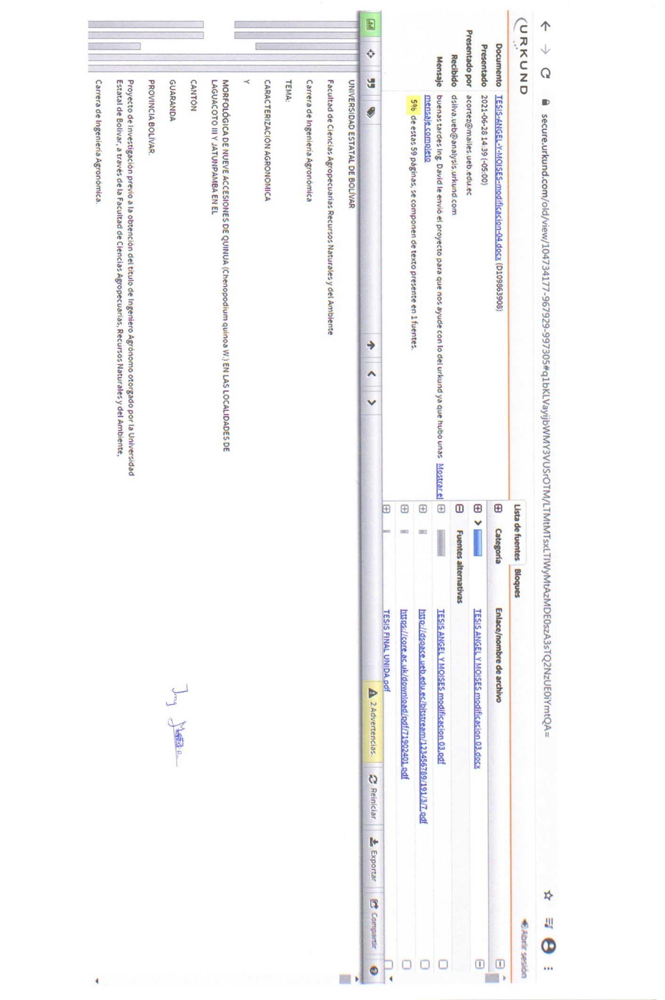 secure.urkund.com/old/view/104734177-967929-997305#q1bKLVayijbWMY3VUSrOTM/LTMtMTsxLTlWyMtAzMDE0szA3sTQ2NzUE0iYmtQA=
URKUND
Abrir sesión
Documento TESIS-ANGEL-Y-MOISES-modificacion-04.docx (D109863908)
Presentado 2021-06-28 14:39 (-05:00)
Presentado por acortez@mailes.ueb.edu.ec
Recibido dsilva.ueb@analysis.urkund.com
Mensaje buenas tardes Ing. David le envió el proyecto para que nos ayude con lo del urkund ya que hubo unas Mostrar el
mensaje completo
5% de estas 59 páginas, se componen de texto presente en 1 fuentes.
Lista de fuentes Bloques
Categoría Enlace/nombre de archivo
TESIS ANGEL Y MOISES modificacion 03.docx
Fuentes alternativas
TESIS ANGEL Y MOISES modificacion 03.pdf
http://dspace.ueb.edu.ec/bitstream/123456789/191/3/7.pdf
https://core.ac.uk/download/pdf/71902401.pdf
TESIS FINAL UNIDA.pdf
2 Advertencias. Reiniciar Exportar Compartir
UNIVERSIDAD ESTATAL DE BOLÍVAR
Facultad de Ciencias Agropecuarias Recursos Naturales y del Ambiente
Carrera de Ingeniería Agronómica
TEMA:
CARACTERIZACIÓN AGRONOMICA
Y
MORFOLÓGICA DE NUEVE ACCESIONES DE QUINUA (Chenopodium quinoa W.) EN LAS LOCALIDADES DE
LAGUACOTO III Y JATUNPAMBA EN EL
CANTÓN
GUARANDA
PROVINCIA BOLÍVAR.
Proyecto de Investigación previo a la obtención del título de Ingeniero Agrónomo otorgado por la Universidad
Estatal de Bolívar, a través de la Facultad de Ciencias Agropecuarias, Recursos Naturales y del Ambiente,
Carrera de Ingeniería Agronómica.
Ing